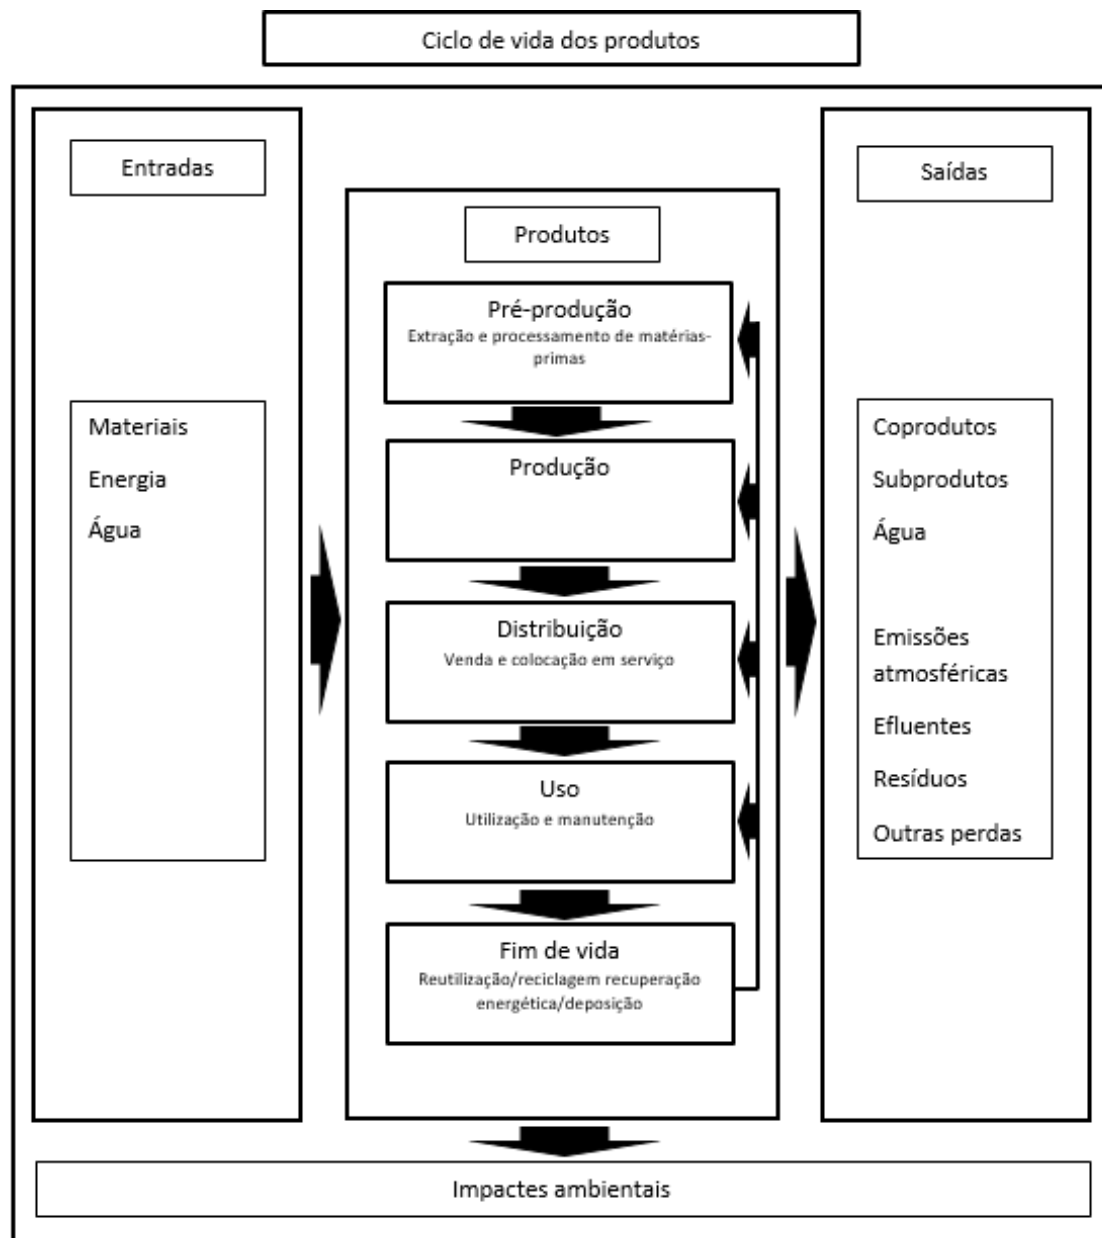 Ciclo de vida dos produtos
Entradas
Materiais
Energia
Água
Produtos
Pré-produção
Extração e processamento de matérias-
primas
Produção
Distribuição
Venda e colocação em serviço
Uso
Utilização e manutenção
Fim de vida
Reutilização/reciclagem recuperação
energética/deposição
Saídas
Coprodutos
Subprodutos
Água
Emissões
atmosféricas
Efluentes
Resíduos
Outras perdas
Impactes ambientais